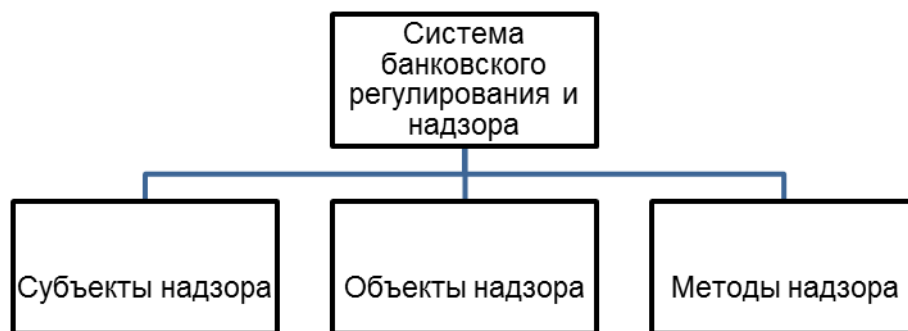 Система
банковского
регулирования и
надзора
Субъекты надзора
Объекты надзора
Методы надзора